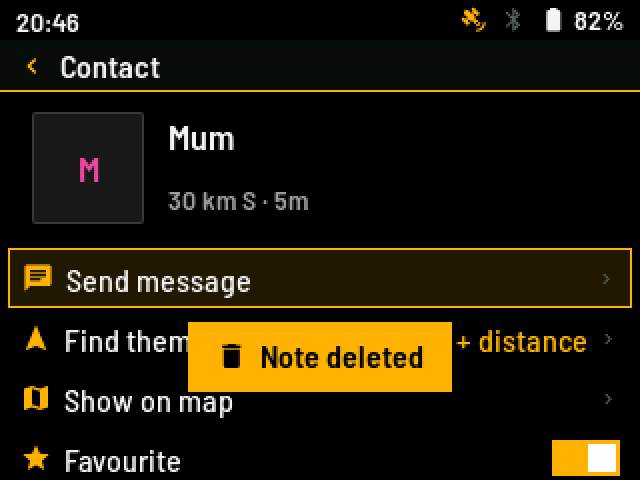 20:46
82%
Contact
M
Mum
30 km S · 5m
Send message
Find them
+ distance
Note deleted
Show on map
Favourite